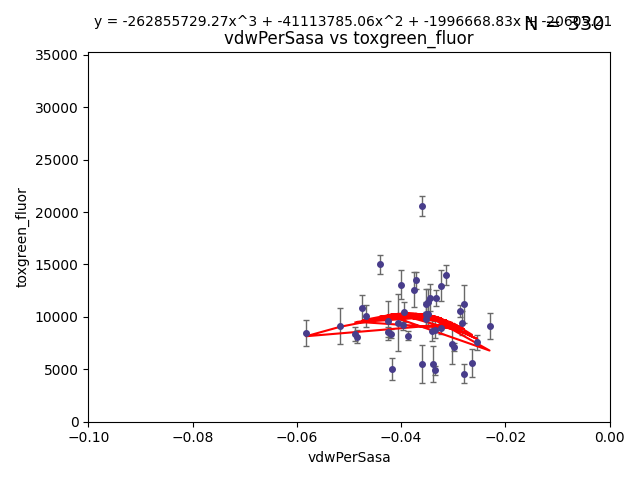 y = -262855729.27x^3 + -41113785.06x^2 + -1996668.83x + -20605.21
N = 330
vdwPerSasa vs toxgreen_fluor
35000
30000
25000
20000
15000
10000
5000
0
toxgreen_fluor
−0.10
−0.08
−0.06
−0.04
−0.02
0.00
vdwPerSasa